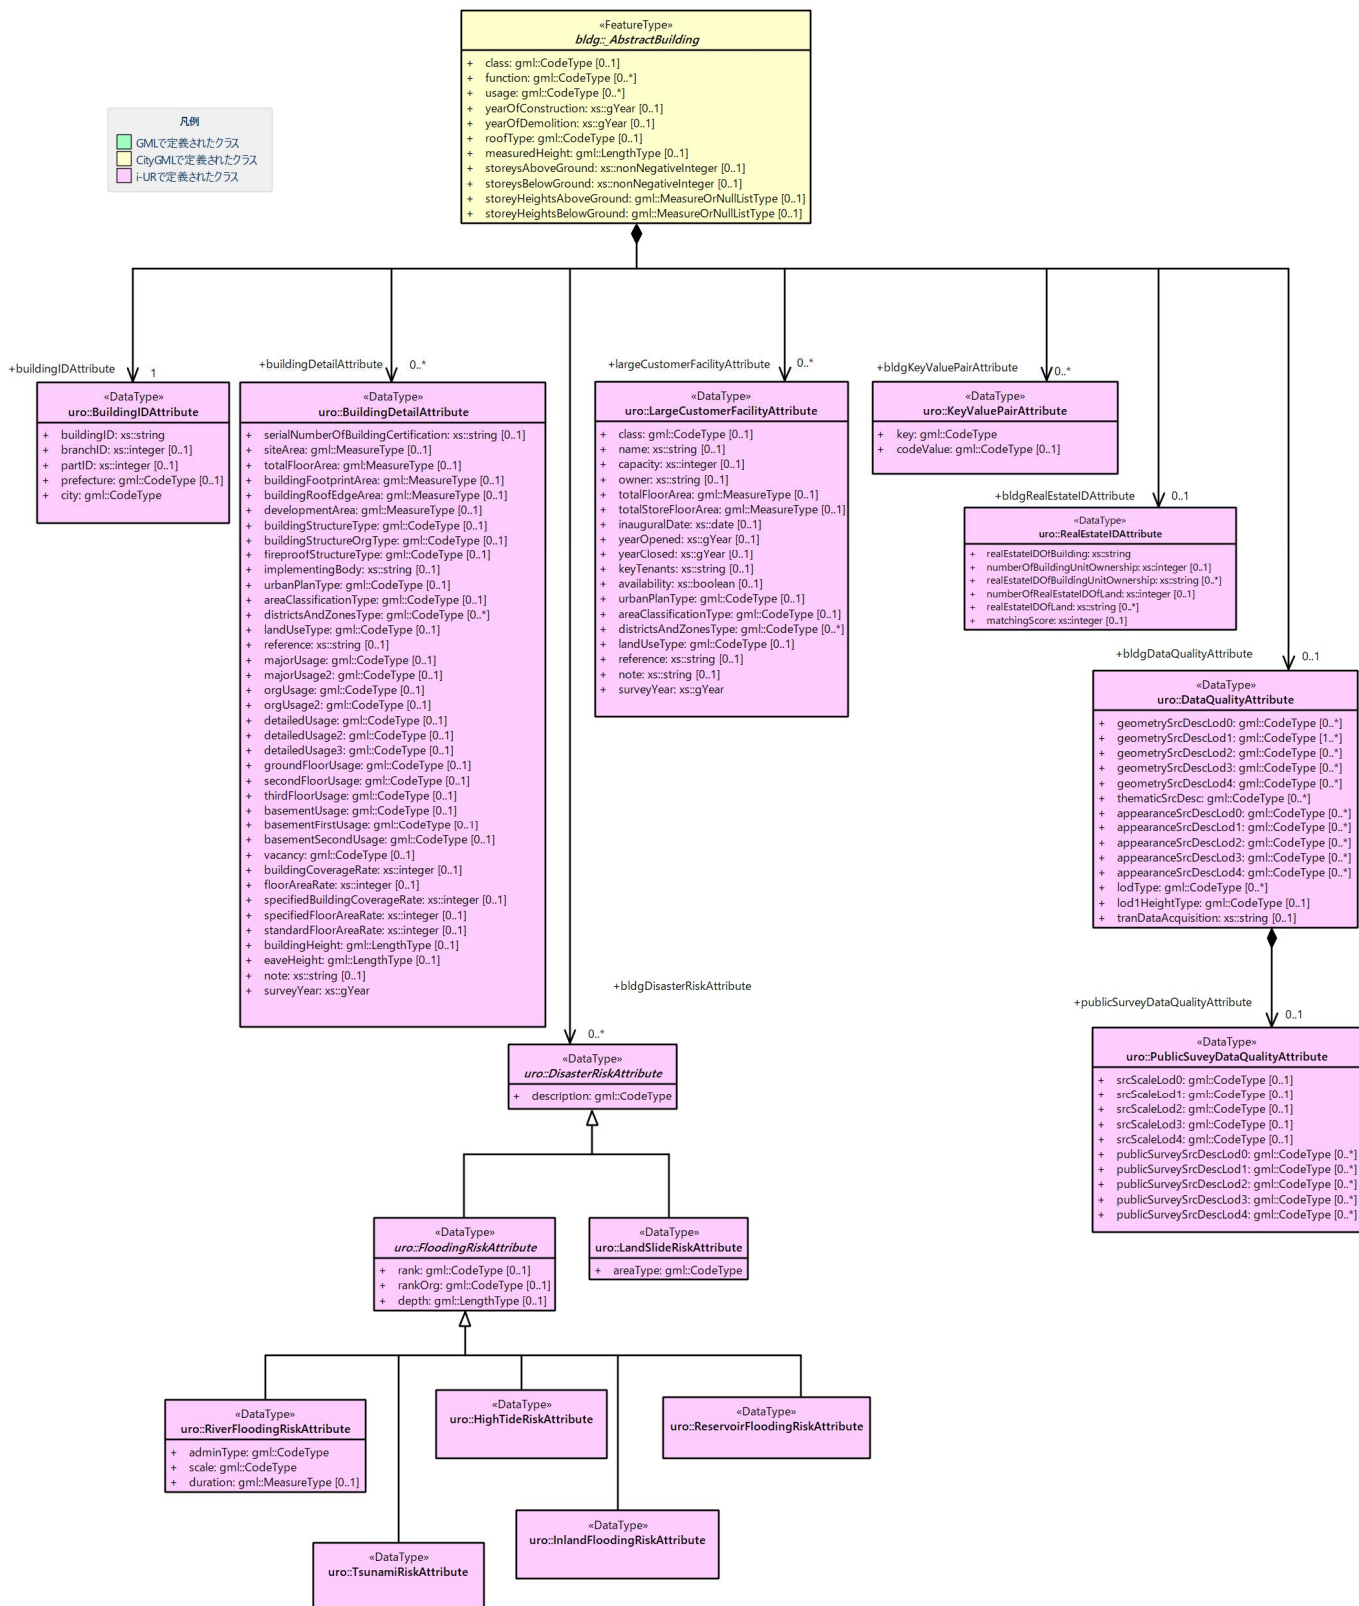 «FeatureType»
bldg::_AbstractBuilding
+ class: gml::CodeType [0..1]
+ function: gml::CodeType [0..*]
+ usage: gml::CodeType [0..*]
+ yearOfConstruction: xs::gYear [0..1]
+ yearOfDemolition: xs::gYear [0..1]
+ roofType: gml::CodeType [0..1]
+ measuredHeight: gml::LengthType [0..1]
+ storeysAboveGround: xs::nonNegativeInteger [0..1]
+ storeysBelowGround: xs::nonNegativeInteger [0..1]
+ storeyHeightsAboveGround: gml::MeasureOrNullListType [0..1]
+ storeyHeightsBelowGround: gml::MeasureOrNullListType [0..1]
凡例
GMLで定義されたクラス
CityGMLで定義されたクラス
i-URで定義されたクラス
+buildingIDAttribute
1
«DataType»
uro::BuildingIDAttribute
+ buildingID: xs::string
+ branchID: xs::integer [0..1]
+ partID: xs::integer [0..1]
+ prefecture: gml::CodeType [0..1]
+ city: gml::CodeType
+buildingDetailAttribute
0..*
«DataType»
uro::BuildingDetailAttribute
+ serialNumberOfBuildingCertification: xs::string [0..1]
+ siteArea: gml::MeasureType [0..1]
+ totalFloorArea: gml:MeasureType [0..1]
+ buildingFootprintArea: gml::MeasureType [0..1]
+ buildingRoofEdgeArea: gml::MeasureType [0..1]
+ developmentArea: gml::MeasureType [0..1]
+ buildingStructureType: gml::CodeType [0..1]
+ buildingStructureOrgType: gml::CodeType [0..1]
+ fireproofStructureType: gml::CodeType [0..1]
+ implementingBody: xs::string [0..1]
+ urbanPlanType: gml::CodeType [0..1]
+ areaClassificationType: gml::CodeType [0..1]
+ districtsAndZonesType: gml::CodeType [0..*]
+ landUseType: gml::CodeType [0..1]
+ reference: xs::string [0..1]
+ majorUsage: gml::CodeType [0..1]
+ majorUsage2: gml::CodeType [0..1]
+ orgUsage: gml::CodeType [0..1]
+ orgUsage2: gml::CodeType [0..1]
+ detailedUsage: gml::CodeType [0..1]
+ detailedUsage2: gml::CodeType [0..1]
+ detailedUsage3: gml::CodeType [0..1]
+ groundFloorUsage: gml::CodeType [0..1]
+ secondFloorUsage: gml::CodeType [0..1]
+ thirdFloorUsage: gml::CodeType [0..1]
+ basementUsage: gml::CodeType [0..1]
+ basementFirstUsage: gml::CodeType [0..1]
+ basementSecondUsage: gml::CodeType [0..1]
+ vacancy: gml::CodeType [0..1]
+ buildingCoverageRate: xs::integer [0..1]
+ floorAreaRate: xs::integer [0..1]
+ specifiedBuildingCoverageRate: xs::integer [0..1]
+ specifiedFloorAreaRate: xs::integer [0..1]
+ standardFloorAreaRate: xs::integer [0..1]
+ buildingHeight: gml::LengthType [0..1]
+ eaveHeight: gml::LengthType [0..1]
+ note: xs::string [0..1]
+ surveyYear: xs::gYear
+largeCustomerFacilityAttribute
0..*
«DataType»
uro::LargeCustomerFacilityAttribute
+ class: gml::CodeType [0..1]
+ name: xs::string [0..1]
+ capacity: xs::integer [0..1]
+ owner: xs::string [0..1]
+ totalFloorArea: gml::MeasureType [0..1]
+ totalStoreFloorArea: gml::MeasureType [0..1]
+ inauguralDate: xs::date [0..1]
+ yearOpened: xs::gYear [0..1]
+ yearClosed: xs::gYear [0..1]
+ keyTenants: xs::string [0..1]
+ availability: xs::boolean [0..1]
+ urbanPlanType: gml::CodeType [0..1]
+ areaClassificationType: gml::CodeType [0..1]
+ districtsAndZonesType: gml::CodeType [0..*]
+ landUseType: gml::CodeType [0..1]
+ reference: xs::string [0..1]
+ note: xs::string [0..1]
+ surveyYear: xs::gYear
+bldgKeyValuePairAttribute
0..*
«DataType»
uro::KeyValuePairAttribute
+ key: gml::CodeType
+ codeValue: gml::CodeType [0..1]
+bldgRealEstateIDAttribute
0..1
«DataType»
uro::RealEstateIDAttribute
+ realEstateIDOfBuilding: xs::string
+ numberOfBuildingUnitOwnership: xs::integer [0..1]
+ realEstateIDOfBuildingUnitOwnership: xs::string [0..*]
+ numberOfRealEstateIDOfLand: xs::integer [0..1]
+ realEstateIDOfLand: xs::string [0..*]
+ matchingScore: xs::integer [0..1]
+bldgDataQualityAttribute
0..1
«DataType»
uro::DataQualityAttribute
+ geometrySrcDescLod0: gml::CodeType [0..*]
+ geometrySrcDescLod1: gml::CodeType [1..*]
+ geometrySrcDescLod2: gml::CodeType [0..*]
+ geometrySrcDescLod3: gml::CodeType [0..*]
+ geometrySrcDescLod4: gml::CodeType [0..*]
+ thematicSrcDesc: gml::CodeType [0..*]
+ appearanceSrcDescLod0: gml::CodeType [0..*]
+ appearanceSrcDescLod1: gml::CodeType [0..*]
+ appearanceSrcDescLod2: gml::CodeType [0..*]
+ appearanceSrcDescLod3: gml::CodeType [0..*]
+ appearanceSrcDescLod4: gml::CodeType [0..*]
+ lodType: gml::CodeType [0..*]
+ lod1HeightType: gml::CodeType [0..1]
+ tranDataAcquisition: xs::string [0..1]
+publicSurveyDataQualityAttribute
0..1
«DataType»
uro::PublicSuveyDataQualityAttribute
+ srcScaleLod0: gml::CodeType [0..1]
+ srcScaleLod1: gml::CodeType [0..1]
+ srcScaleLod2: gml::CodeType [0..1]
+ srcScaleLod3: gml::CodeType [0..1]
+ srcScaleLod4: gml::CodeType [0..1]
+ publicSurveySrcDescLod0: gml::CodeType [0..*]
+ publicSurveySrcDescLod1: gml::CodeType [0..*]
+ publicSurveySrcDescLod2: gml::CodeType [0..*]
+ publicSurveySrcDescLod3: gml::CodeType [0..*]
+ publicSurveySrcDescLod4: gml::CodeType [0..*]
+bldgDisasterRiskAttribute
0..*
«DataType»
uro::DisasterRiskAttribute
+ description: gml::CodeType
«DataType»
uro::FloodingRiskAttribute
+ rank: gml::CodeType [0..1]
+ rankOrg: gml::CodeType [0..1]
+ depth: gml::LengthType [0..1]
«DataType»
uro::LandSlideRiskAttribute
+ areaType: gml::CodeType
«DataType»
uro::RiverFloodingRiskAttribute
+ adminType: gml::CodeType
+ scale: gml::CodeType
+ duration: gml::MeasureType [0..1]
«DataType»
uro::HighTideRiskAttribute
«DataType»
uro::ReservoirFloodingRiskAttribute
«DataType»
uro::InlandFloodingRiskAttribute
«DataType»
uro::TsunamiRiskAttribute